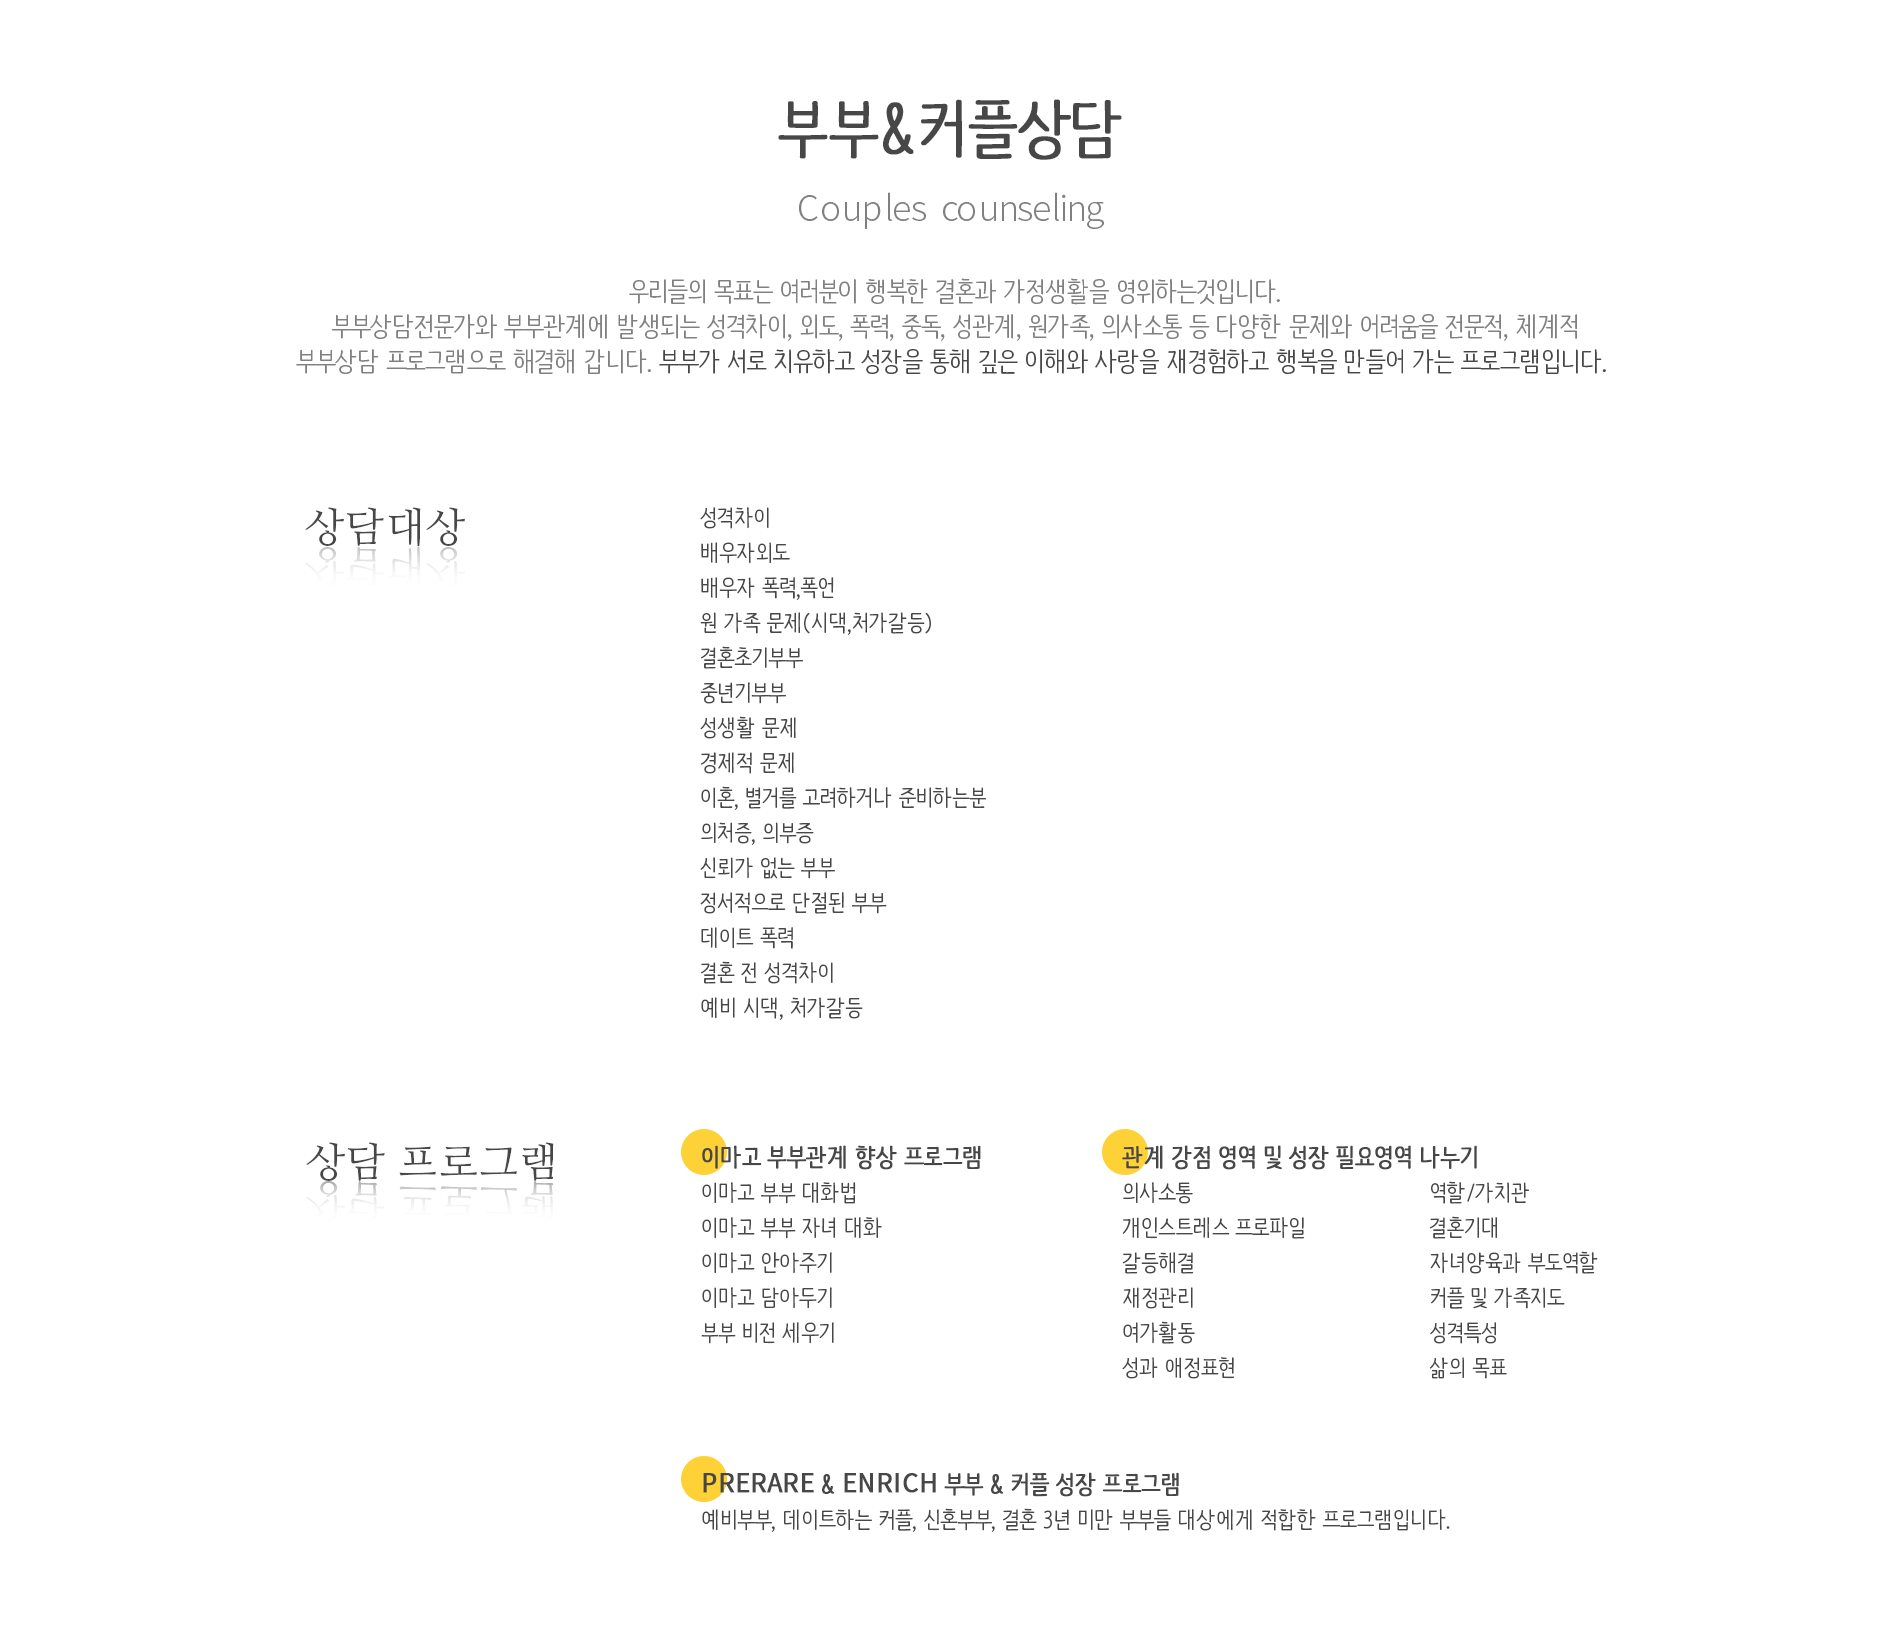 부부&커플상담
Couples counseling
우리들의 목표는 여러분이 행복한 결혼과 가정생활을 영위하는것입니다.
부부상담전문가와 부부관계에 발생되는 성격차이, 외도, 폭력, 중독, 성관계, 원가족, 의사소통 등 다양한 문제와 어려움을 전문적, 체계적
부부상담 프로그램으로 해결해 갑니다. 부부가 서로 치유하고 성장을 통해 깊은 이해와 사랑을 재경험하고 행복을 만들어 가는 프로그램입니다.
상담대상
성격차이
배우자외도
배우자 폭력,폭언
원 가족 문제(시댁,처가갈등)
결혼초기부부
중년기부부
성생활 문제
경제적 문제
이혼, 별거를 고려하거나 준비하는분
의처증, 의부증
신뢰가 없는 부부
정서적으로 단절된 부부
데이트 폭력
결혼 전 성격차이
예비 시댁, 처가갈등
상담 프로그램
이마고 부부관계 향상 프로그램
이마고 부부 대화법
이마고 부부 자녀 대화
이마고 안아주기
이마고 담아두기
부부 비전 세우기
관계 강점 영역 및 성장 필요영역 나누기
의사소통
개인스트레스 프로파일
갈등해결
재정관리
여가활동
성과 애정표현
역할/가치관
결혼기대
자녀양육과 부도역할
커플 및 가족지도
성격특성
삶의 목표
PRERARE & ENRICH 부부 & 커플 성장 프로그램
예비부부, 데이트하는 커플, 신혼부부, 결혼 3년 미만 부부들 대상에게 적합한 프로그램입니다.